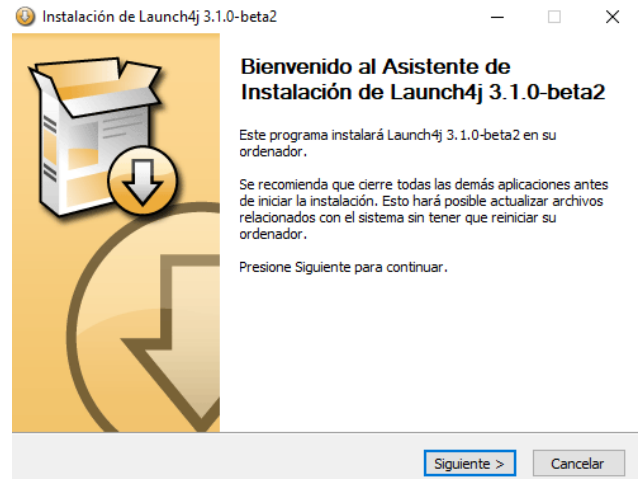 Instalación de Launch4j 3.1.0-beta2
Bienvenido al Asistente de
Instalación de Launch4j 3.1.0-beta2
Este programa instalará Launch4j 3.1.0-beta2 en su
ordenador.
Se recomienda que cierre todas las demás aplicaciones antes
de iniciar la instalación. Esto hará posible actualizar archivos
relacionados con el sistema sin tener que reiniciar su
ordenador.
Presione Siguiente para continuar.
Siguiente >
Cancelar